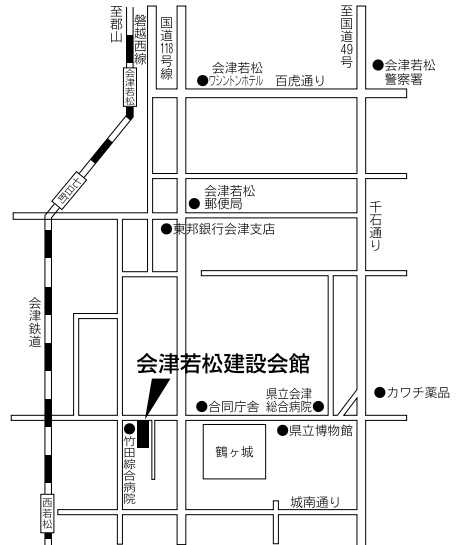 至郡山
磐越西線
国道118号線
至国道49号
会津若松
会津若松
ワシントンホテル
百虎通り
会津若松
警察署
七日町
会津若松
郵便局
千石通り
東邦銀行会津支店
会津鉄道
会津若松建設会館
合同庁舎
県立会津
総合病院
カワチ薬品
竹田綜合病院
鶴ヶ城
県立博物館
西若松
城南通り